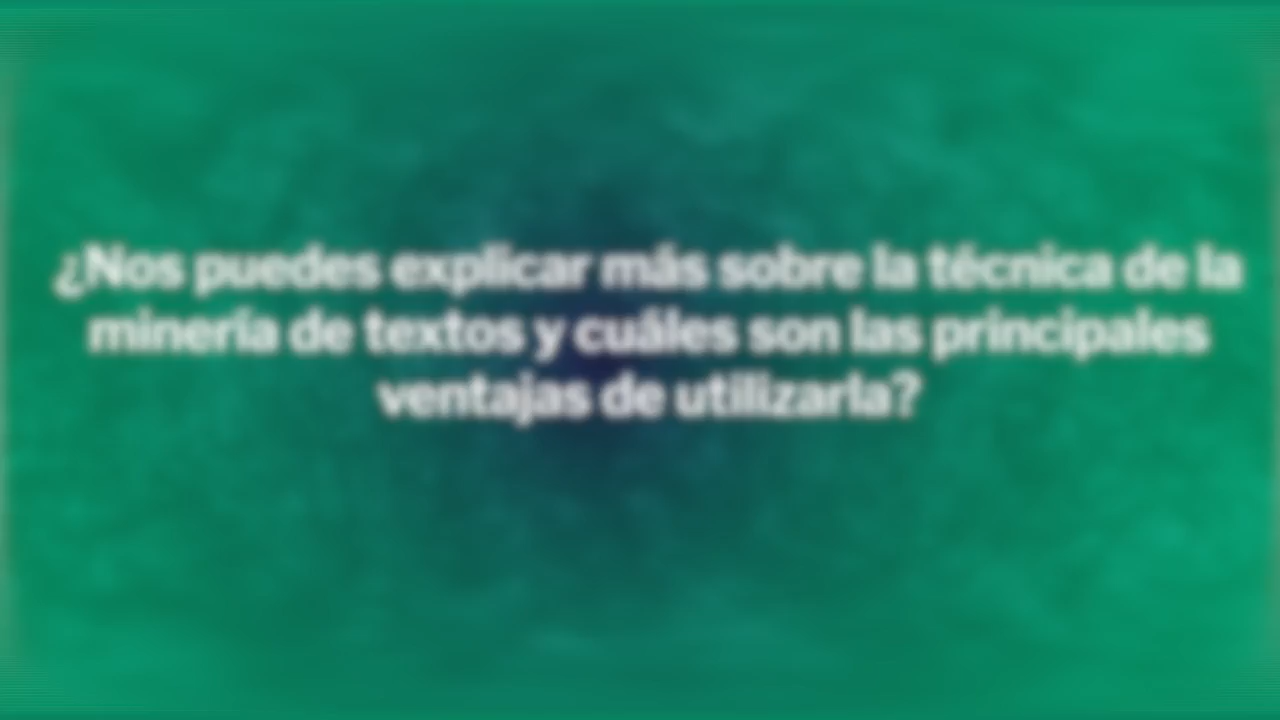 ¿Nos puedes explicar más sobre la técnica de la
minería de textos y cuáles son las principales
ventajas de utilizarla?